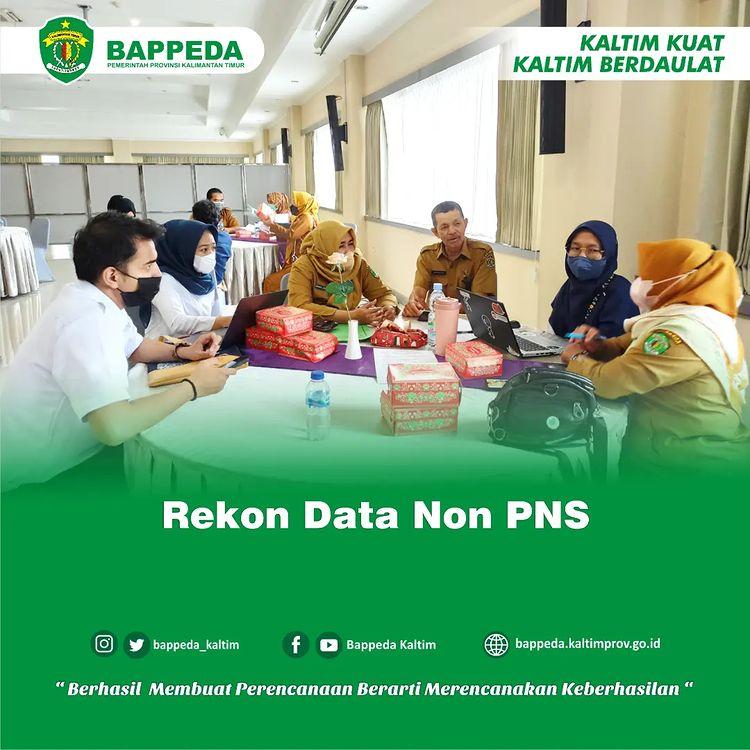 BAPPEDA
PEMERINTAH PROVINSI KALIMANTAN TIMUR
KALTIM KUAT
KALTIM BERDAULAT
Rekon Data Non PNS
bappeda_kaltim
Bappeda Kaltim
bappeda.kaltimprov.go.id
“ Berhasil Membuat Perencanaan Berarti Merencanakan Keberhasilan “